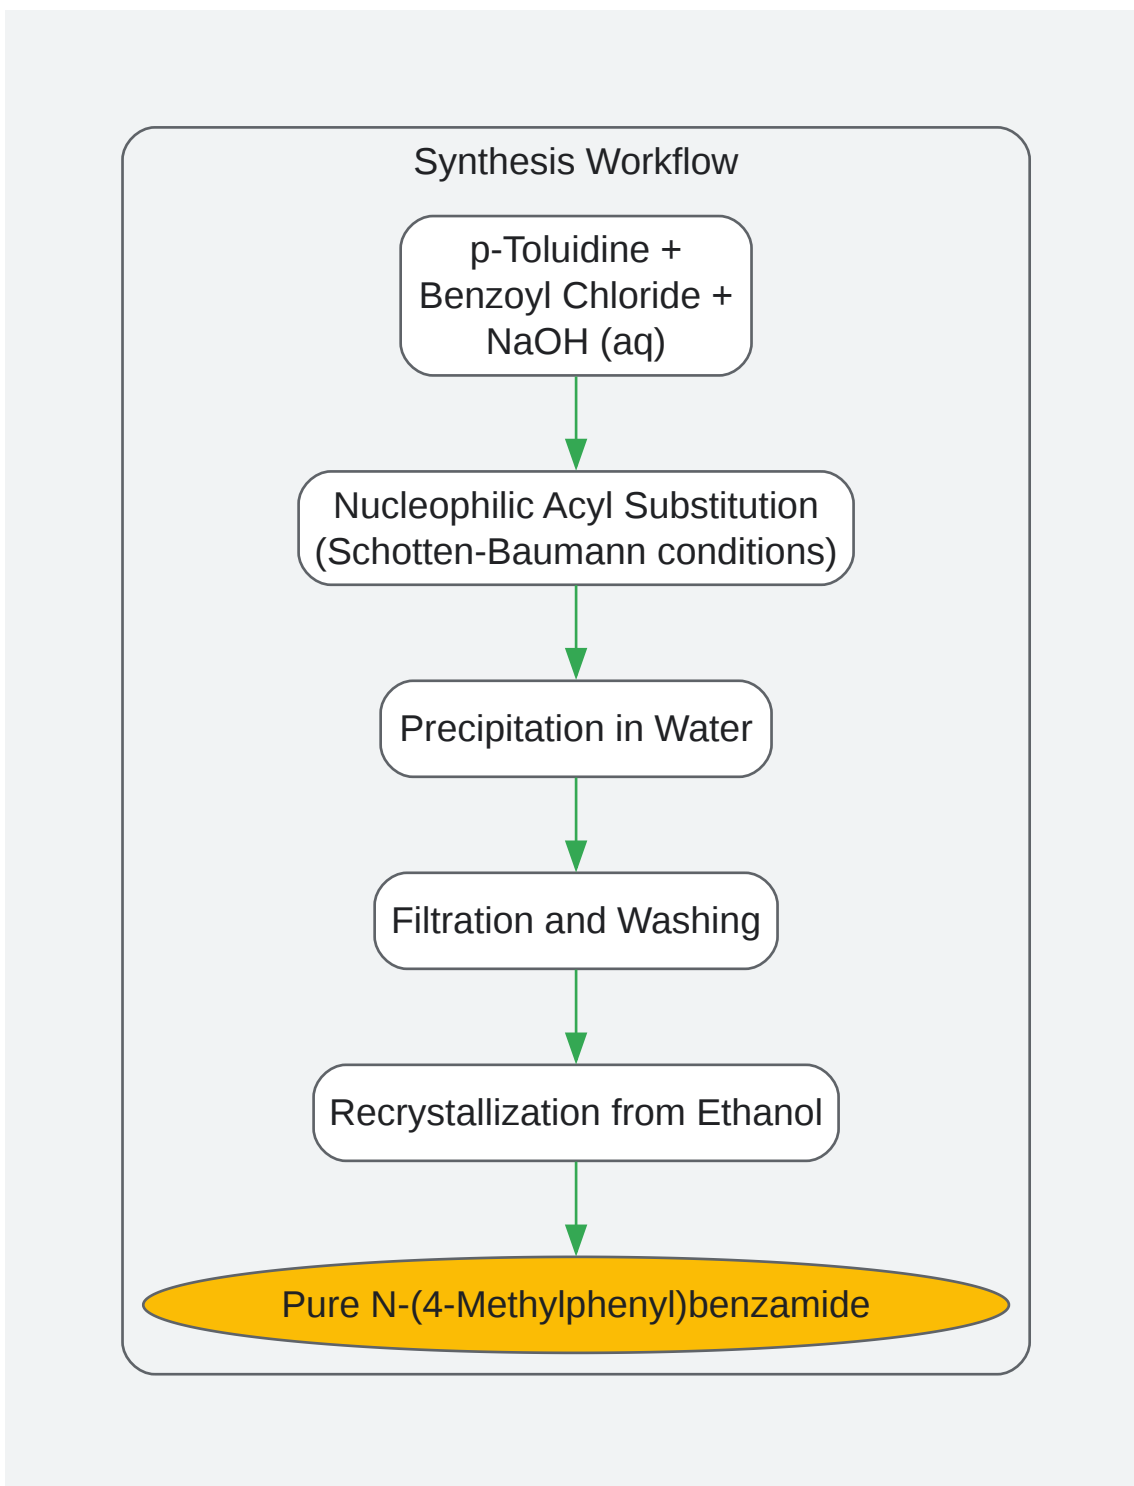 Synthesis Workflow
p-Toluidine +
Benzoyl Chloride +
NaOH (aq)
Nucleophilic Acyl Substitution
(Schotten-Baumann conditions)
Precipitation in Water
Filtration and Washing
Recrystallization from Ethanol
Pure N-(4-Methylphenyl)benzamide